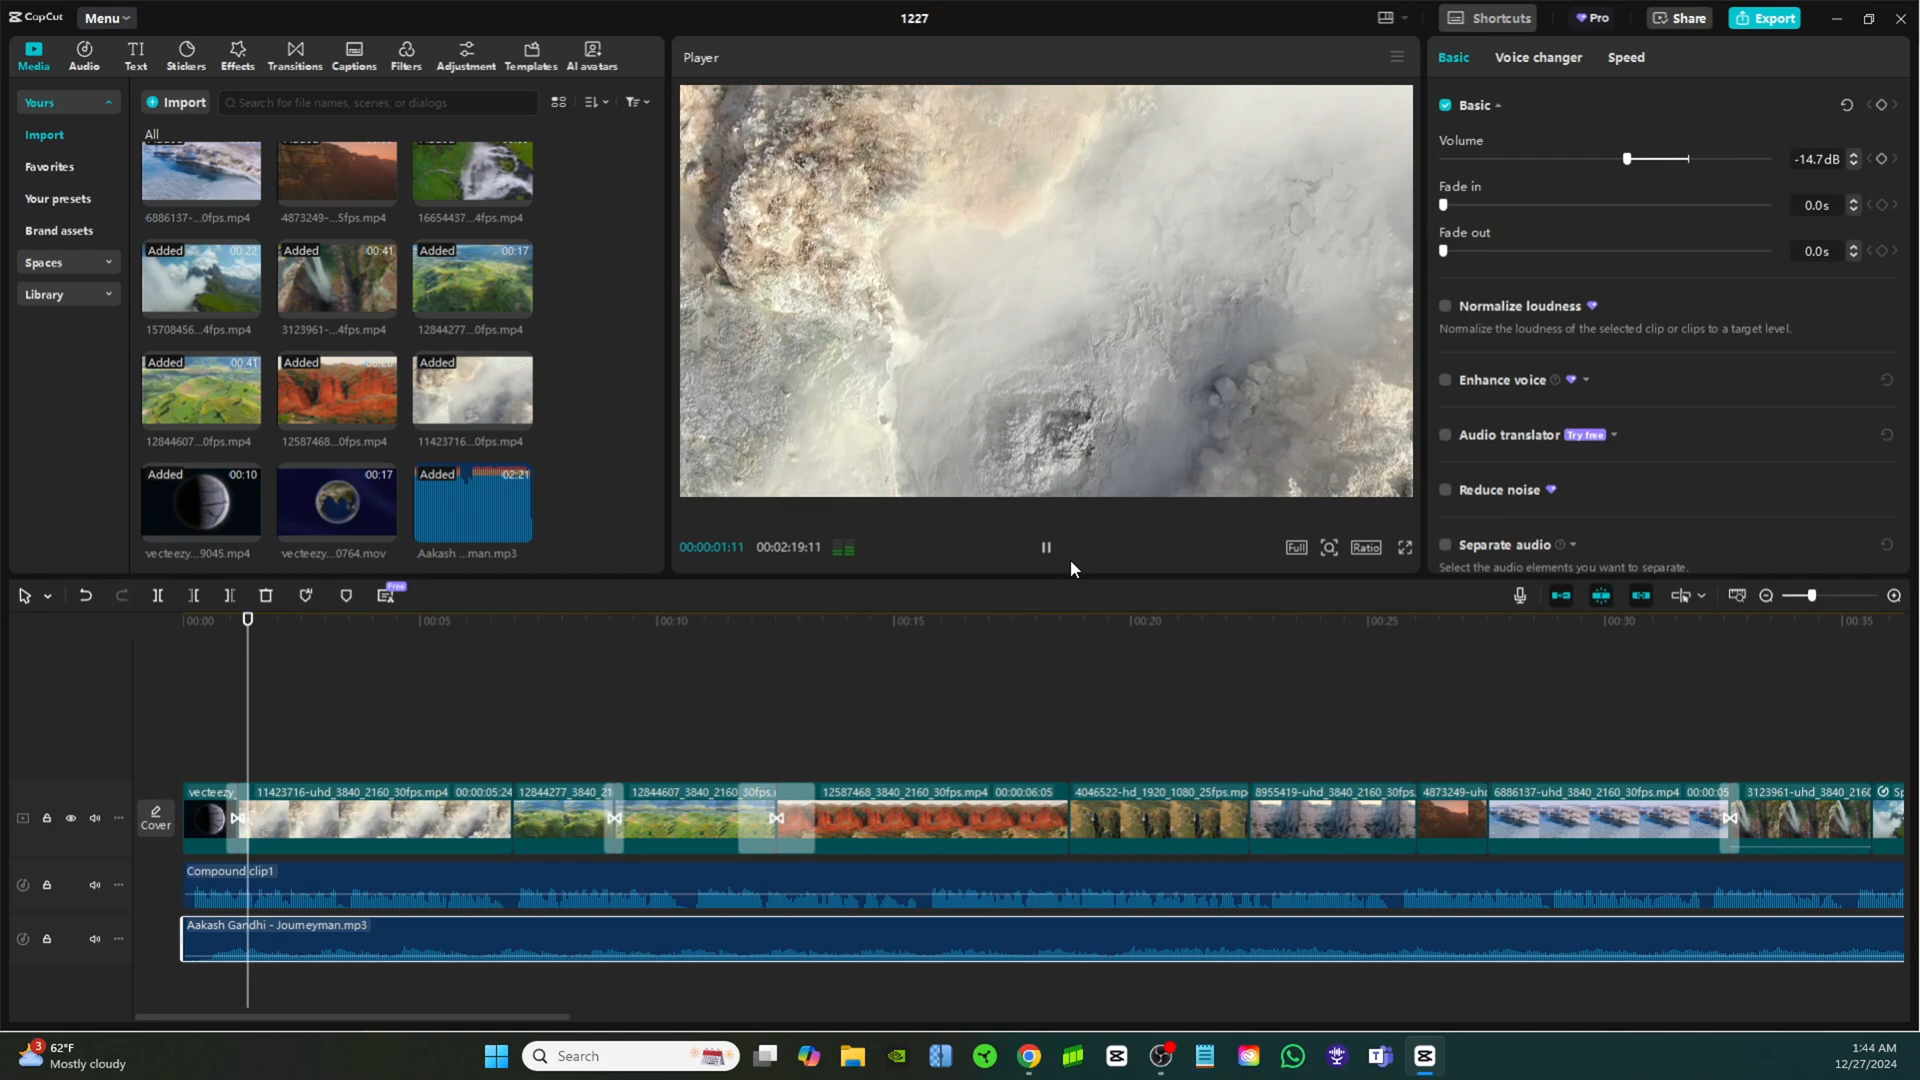 CapCut
Menu
1227
Shortcuts
Pro
Share
Export
Media
Audio
Text
Stickers
Effects
Transitions
Captions
Filters
Adjustment
Templates
AI avatars
Player
Basic
Voice changer
Speed
Yours
Import
Favorites
Your presets
Brand assets
Spaces
Library
Import
Search for file names, scenes, or dialogs
All
6886137-...0fps.mp4
4873249-...5fps.mp4
16654437...4fps.mp4
Added
00:22
Added
00:41
Added
00:17
15708456...4fps.mp4
3123961-...4fps.mp4
12844277...0fps.mp4
Added
00:41
Added
Added
12844607...0fps.mp4
12587468...0fps.mp4
11423716...0fps.mp4
Added
00:10
00:17
Added
02:21
vecteezy...9045.mp4
vecteezy...0764.mov
Aakash ...man.mp3
00:00:01:11
00:02:19:11
Full
Ratio
Basic
Volume
-14.7dB
Fade in
0.0s
Fade out
0.0s
Normalize loudness
Normalize the loudness of the selected clip or clips to a target level.
Enhance voice
Audio translator
Try free
Reduce noise
Separate audio
Select the audio elements you want to separate.
Free
00:00
00:05
00:10
00:15
00:20
00:25
00:30
00:35
Cover
vecteezy_
11423716-uhd_3840_2160_30fps.mp4 00:00:05:24
12844277_3840_21
12844607_3840_2160_30fps.m
12587468_3840_2160_30fps.mp4 00:00:06:05
4046522-hd_1920_1080_25fps.mp
8955419-uhd_3840_2160_30fps.
4873249-uhd
6886137-uhd_3840_2160_30fps.mp4 00:00:05
3123961-uhd_3840_2160
Sp
Compound clip1
Aakash Gandhi - Journeyman.mp3
3
62°F
Mostly cloudy
Search
1:44 AM
12/27/2024